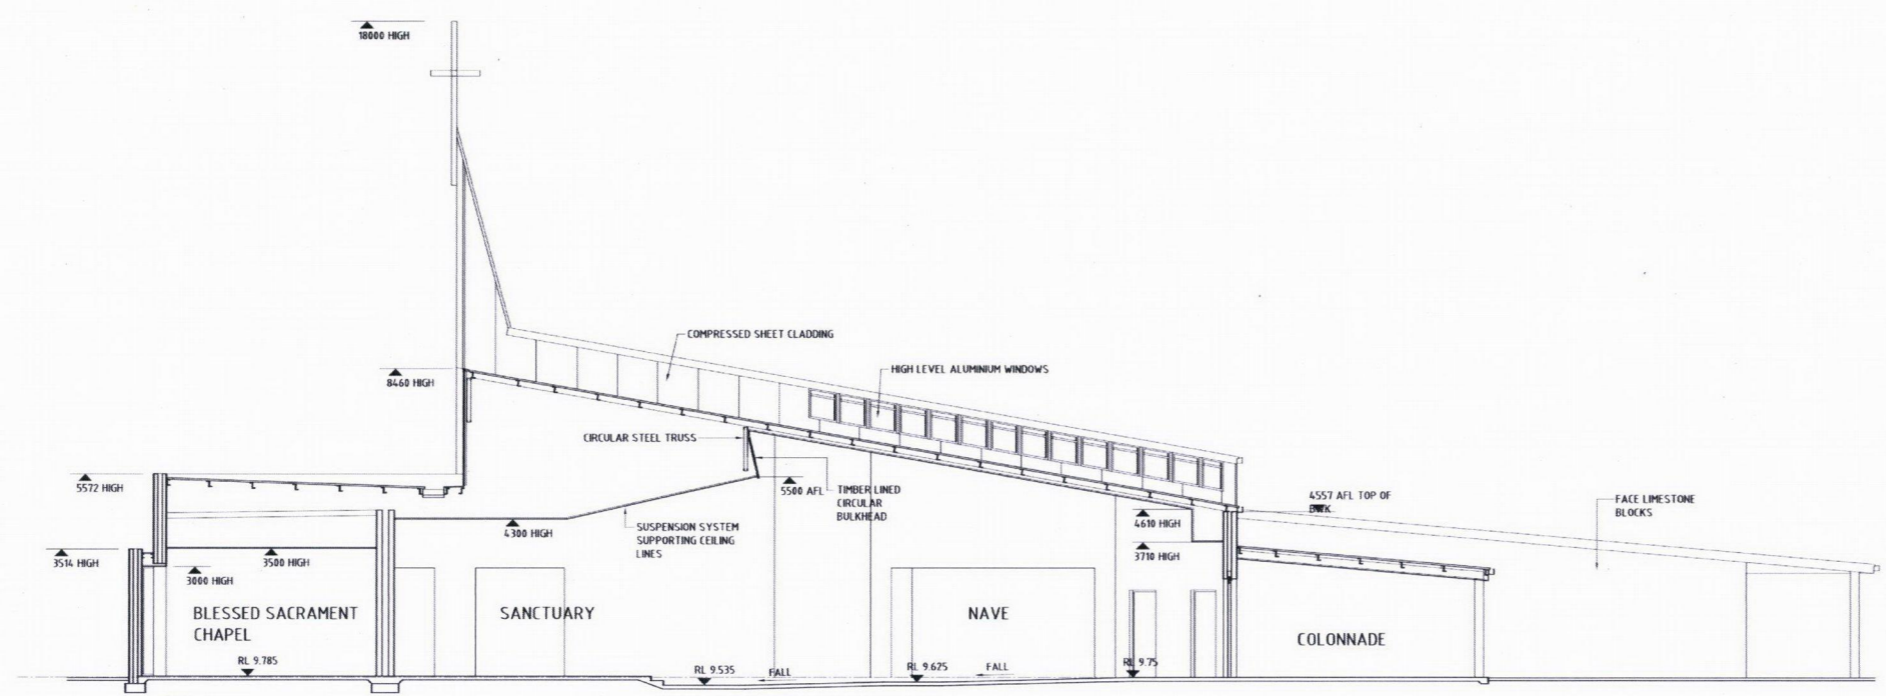 18000 HIGH
COMPRESSED SHEET CLADDING
HIGH LEVEL ALUMINIUM WINDOWS
8460 HIGH
CIRCULAR STEEL TRUSS
5572 HIGH
5500 AFL
TIMBER LINED
CIRCULAR
BULKHEAD
4557 AFL TOP OF
FACE LIMESTONE
BLOCKS
4300 HIGH
SUSPENSION SYSTEM
SUPPORTING CEILING
LINES
4610 HIGH
3514 HIGH
3500 HIGH
3710 HIGH
3000 HIGH
BLESSED SACRAMENT
CHAPEL
SANCTUARY
NAVE
COLONNADE
RL 9.785
RL 9.535
FALL
RL 9.625
FALL
RL 9.75